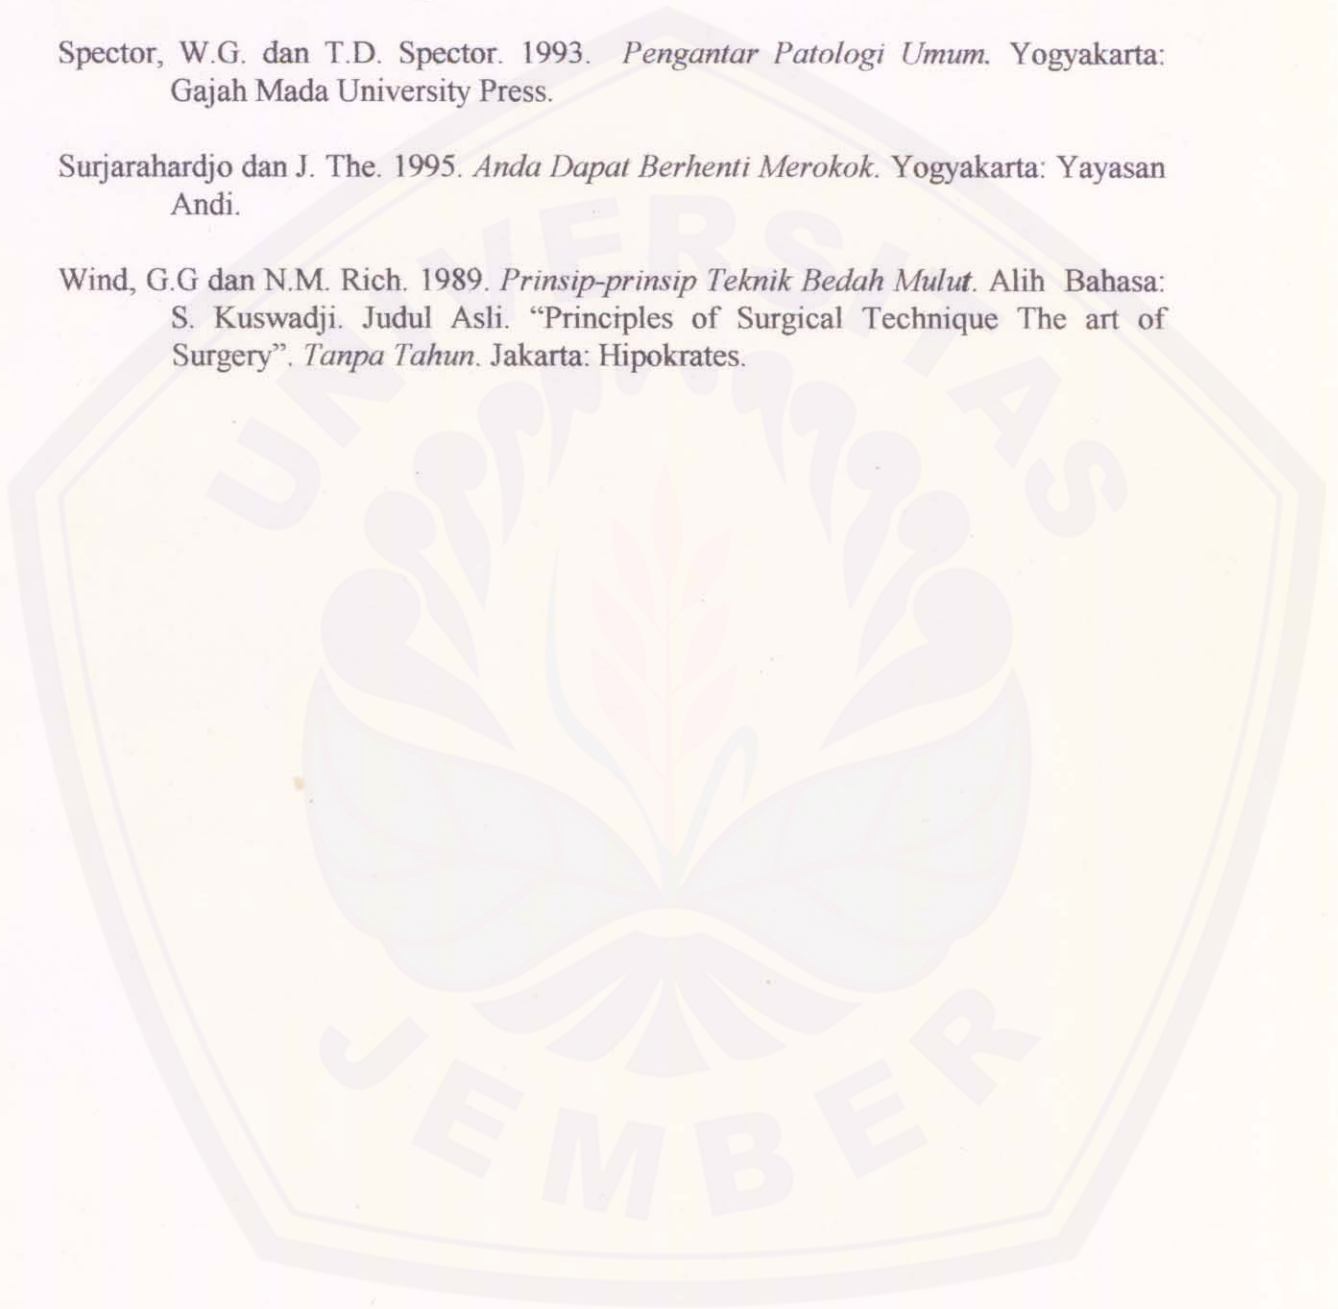 Spector, W.G. dan T.D. Spector. 1993. Pengantar Patologi Umum. Yogyakarta:
Gajah Mada University Press.
Surjarahardjo dan J. The. 1995. Anda Dapat Berhenti Merokok. Yogyakarta: Yayasan
Andi.
Wind, G.G dan N.M. Rich. 1989. Prinsip-prinsip Teknik Bedah Mulut. Alih Bahasa:
S. Kuswadji. Judul Asli. “Principles of Surgical Technique The art of
Surgery”. Tanpa Tahun. Jakarta: Hipokrates.
UNIVERSITAS
JEMBER